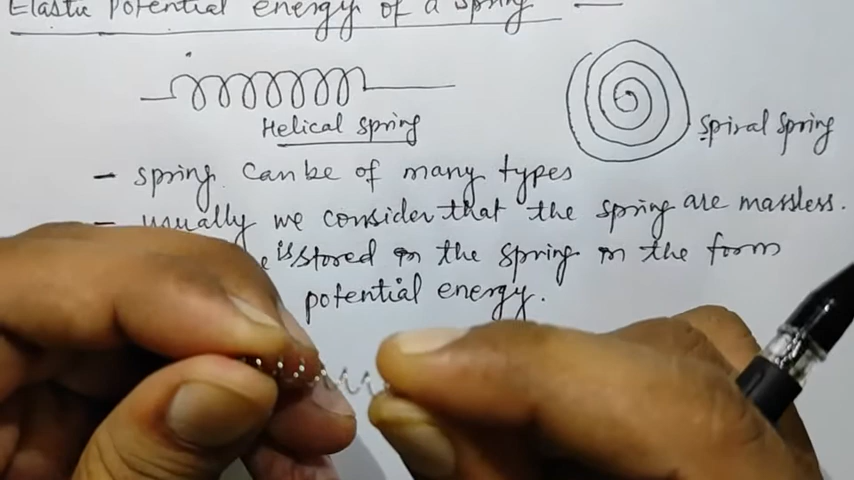 Elastic Potential energy of a Spring
Helical spring
Spiral Spring
- spring can be of many types
- usually we consider that the spring are massless.
is stored in the spring in the form
potential energy.